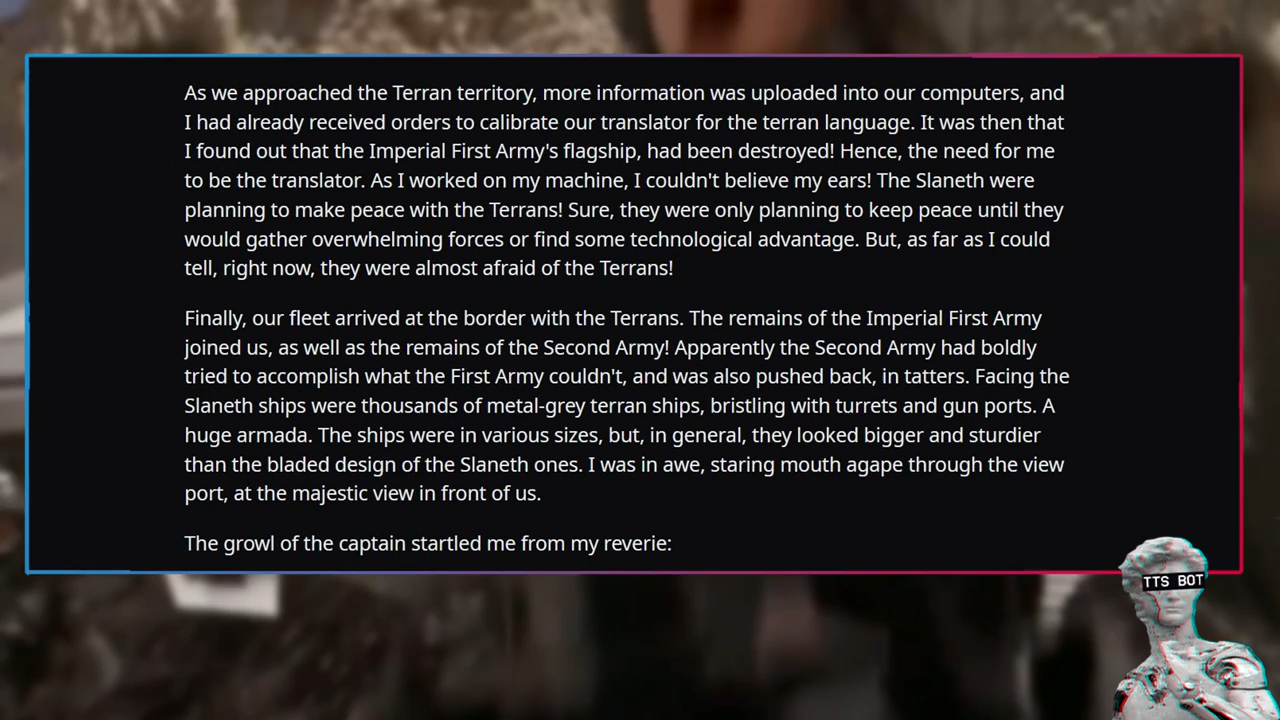 As we approached the Terran territory, more information was uploaded into our computers, and
I had already received orders to calibrate our translator for the terran language. It was then that
I found out that the Imperial First Army's flagship, had been destroyed! Hence, the need for me
to be the translator. As I worked on my machine, I couldn't believe my ears! The Slaneth were
planning to make peace with the Terrans! Sure, they were only planning to keep peace until they
would gather overwhelming forces or find some technological advantage. But, as far as I could
tell, right now, they were almost afraid of the Terrans!
Finally, our fleet arrived at the border with the Terrans. The remains of the Imperial First Army
joined us, as well as the remains of the Second Army! Apparently the Second Army had boldly
tried to accomplish what the First Army couldn't, and was also pushed back, in tatters. Facing the
Slaneth ships were thousands of metal-grey terran ships, bristling with turrets and gun ports. A
huge armada. The ships were in various sizes, but, in general, they looked bigger and sturdier
than the bladed design of the Slaneth ones. I was in awe, staring mouth agape through the view
port, at the majestic view in front of us.
The growl of the captain startled me from my reverie:
TTS BOT